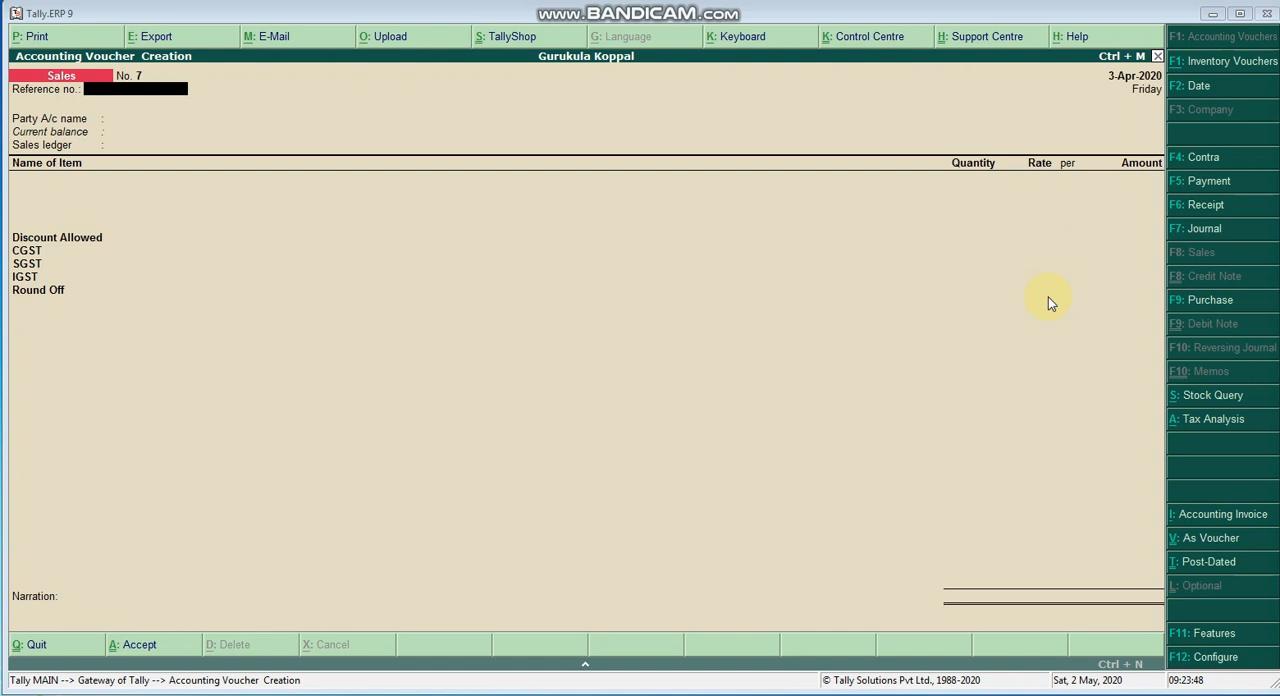 Tally.ERP 9
www.BANDICAM.com
P: Print E: Export M: E-Mail O: Upload S: TallyShop G: Language K: Keyboard K: Control Centre H: Support Centre H: Help
F1: Accounting Vouchers
Accounting Voucher Creation Gurukula Koppal Ctrl + M
F1: Inventory Vouchers
Sales No. 7 3-Apr-2020
F2: Date
Reference no.: Friday
F3: Company
Party A/c name :
Current balance :
Sales ledger :
F4: Contra
Name of Item Quantity Rate per Amount
F5: Payment
F6: Receipt
F7: Journal
Discount Allowed
CGST
F8: Sales
SGST
IGST
F8: Credit Note
Round Off
F9: Purchase
F9: Debit Note
F10: Reversing Journal
F10: Memos
S: Stock Query
A: Tax Analysis
I: Accounting Invoice
V: As Voucher
T: Post-Dated
L: Optional
Narration:
F11: Features
Q: Quit A: Accept D: Delete X: Cancel
F12: Configure
Ctrl + N
Tally MAIN --> Gateway of Tally --> Accounting Voucher Creation © Tally Solutions Pvt Ltd., 1988-2020 Sat, 2 May, 2020 09:23:48